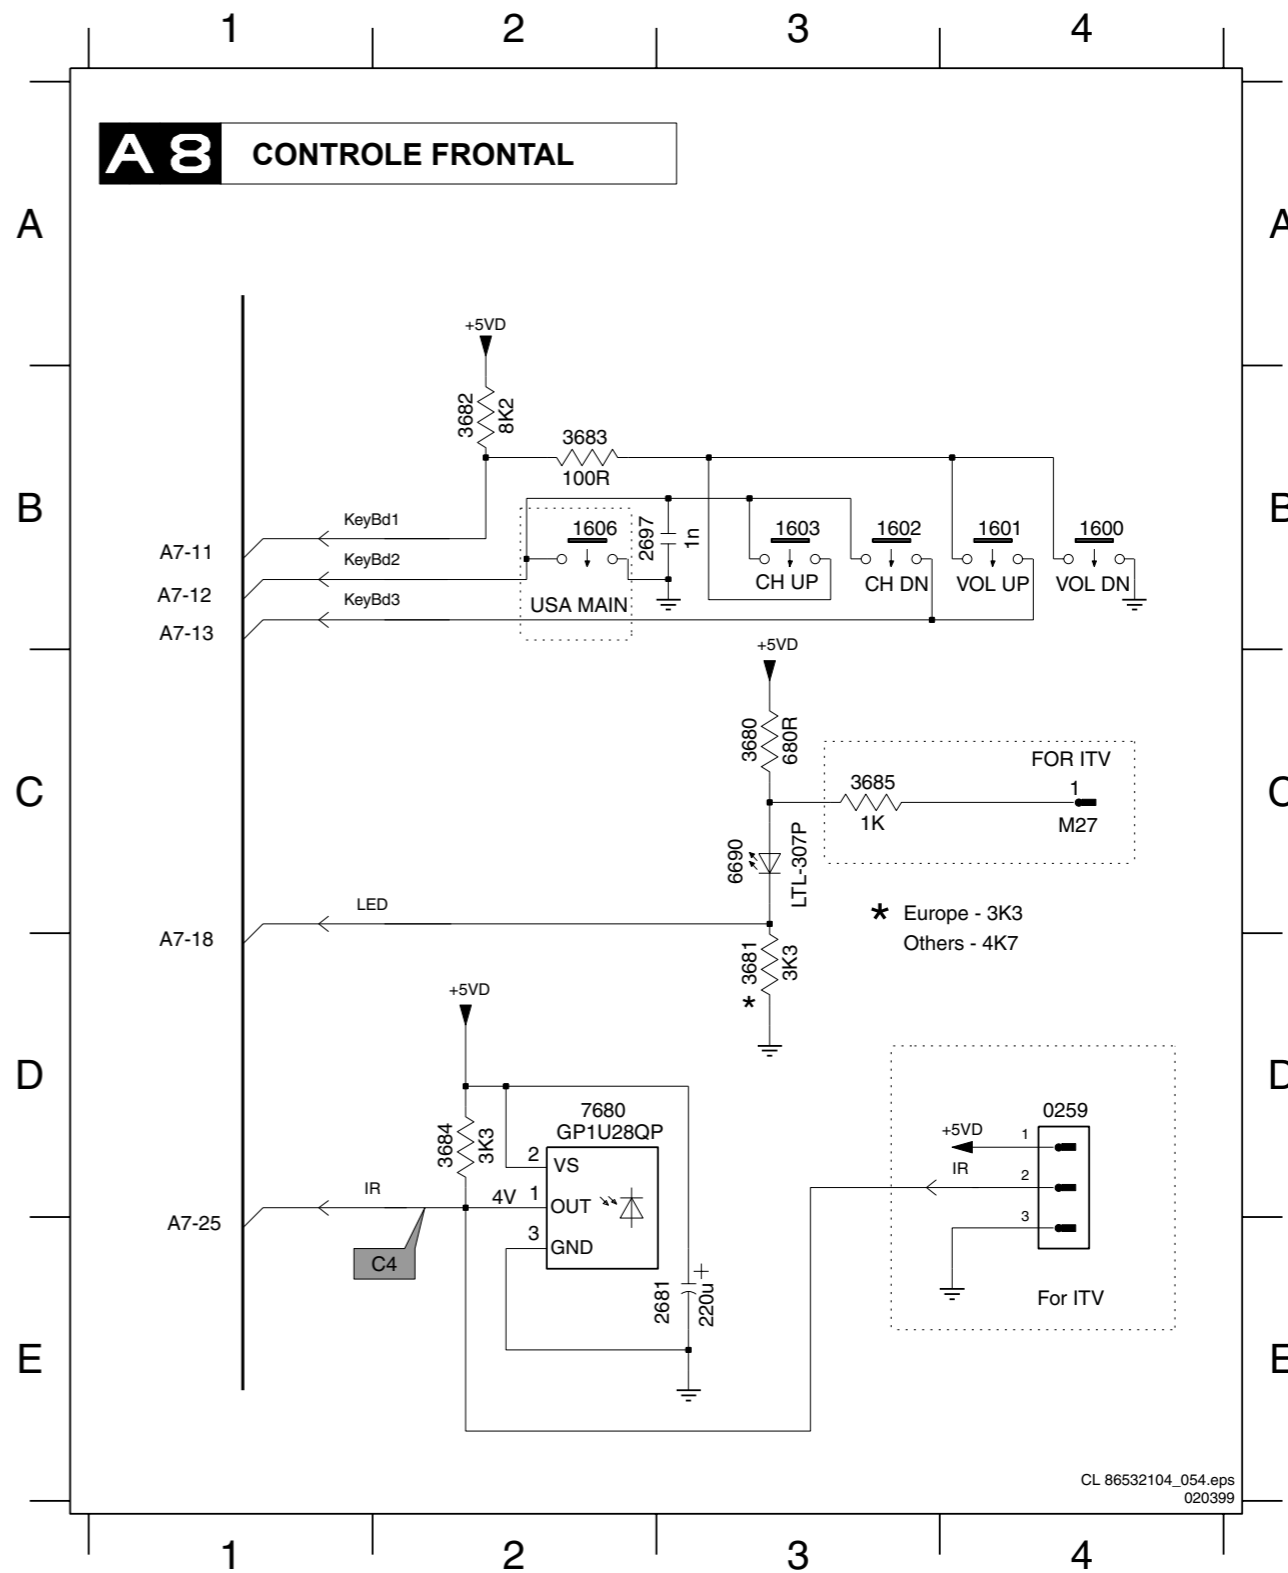 1 2 3 4
A 8 CONTROLE FRONTAL
A A
+5VD
3682
8K2
3683
100R
B B
KeyBd1
A7-11
KeyBd2
A7-12
KeyBd3
A7-13
1606
USA MAIN
2697
1n
1603
CH UP
1602
CH DN
1601
VOL UP
1600
VOL DN
+5VD
3680
680R
FOR ITV
3685
1K
1
M27
C C
6690
LTL-307P
* Europe - 3K3
Others - 4K7
LED
A7-18
3681
3K3
*
+5VD
D D
3684
3K3
7680
GP1U28QP
2 VS
4V 1 OUT
3 GND
IR
A7-25
C4
2681
220u
+
0259
+5VD 1
IR 2
3
For ITV
E E
CL 86532104_054.eps
020399
1 2 3 4